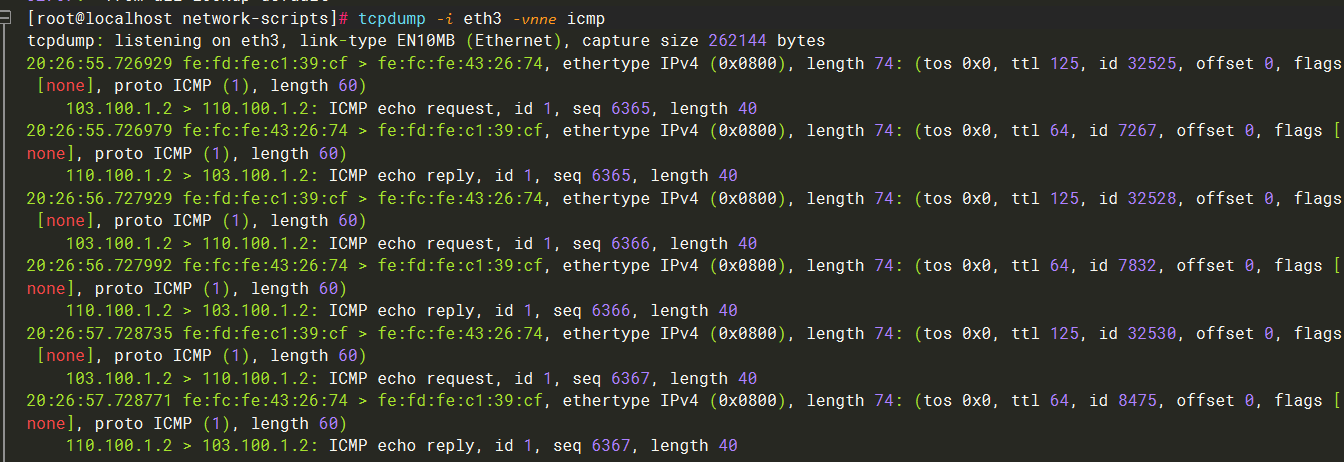 [root@localhost network-scripts]# tcpdump -i eth3 -vnne icmp
tcpdump: listening on eth3, link-type EN10MB (Ethernet), capture size 262144 bytes
20:26:55.726929 fe:fd:fe:c1:39:cf > fe:fc:fe:43:26:74, ethertype IPv4 (0x0800), length 74: (tos 0x0, ttl 125, id 32525, offset 0, flags
[none], proto ICMP (1), length 60)
103.100.1.2 > 110.100.1.2: ICMP echo request, id 1, seq 6365, length 40
20:26:55.726979 fe:fc:fe:43:26:74 > fe:fd:fe:c1:39:cf, ethertype IPv4 (0x0800), length 74: (tos 0x0, ttl 64, id 7267, offset 0, flags [
none], proto ICMP (1), length 60)
110.100.1.2 > 103.100.1.2: ICMP echo reply, id 1, seq 6365, length 40
20:26:56.727929 fe:fd:fe:c1:39:cf > fe:fc:fe:43:26:74, ethertype IPv4 (0x0800), length 74: (tos 0x0, ttl 125, id 32528, offset 0, flags
[none], proto ICMP (1), length 60)
103.100.1.2 > 110.100.1.2: ICMP echo request, id 1, seq 6366, length 40
20:26:56.727992 fe:fc:fe:43:26:74 > fe:fd:fe:c1:39:cf, ethertype IPv4 (0x0800), length 74: (tos 0x0, ttl 64, id 7832, offset 0, flags [
none], proto ICMP (1), length 60)
110.100.1.2 > 103.100.1.2: ICMP echo reply, id 1, seq 6366, length 40
20:26:57.728735 fe:fd:fe:c1:39:cf > fe:fc:fe:43:26:74, ethertype IPv4 (0x0800), length 74: (tos 0x0, ttl 125, id 32530, offset 0, flags
[none], proto ICMP (1), length 60)
103.100.1.2 > 110.100.1.2: ICMP echo request, id 1, seq 6367, length 40
20:26:57.728771 fe:fc:fe:43:26:74 > fe:fd:fe:c1:39:cf, ethertype IPv4 (0x0800), length 74: (tos 0x0, ttl 64, id 8475, offset 0, flags [
none], proto ICMP (1), length 60)
110.100.1.2 > 103.100.1.2: ICMP echo reply, id 1, seq 6367, length 40